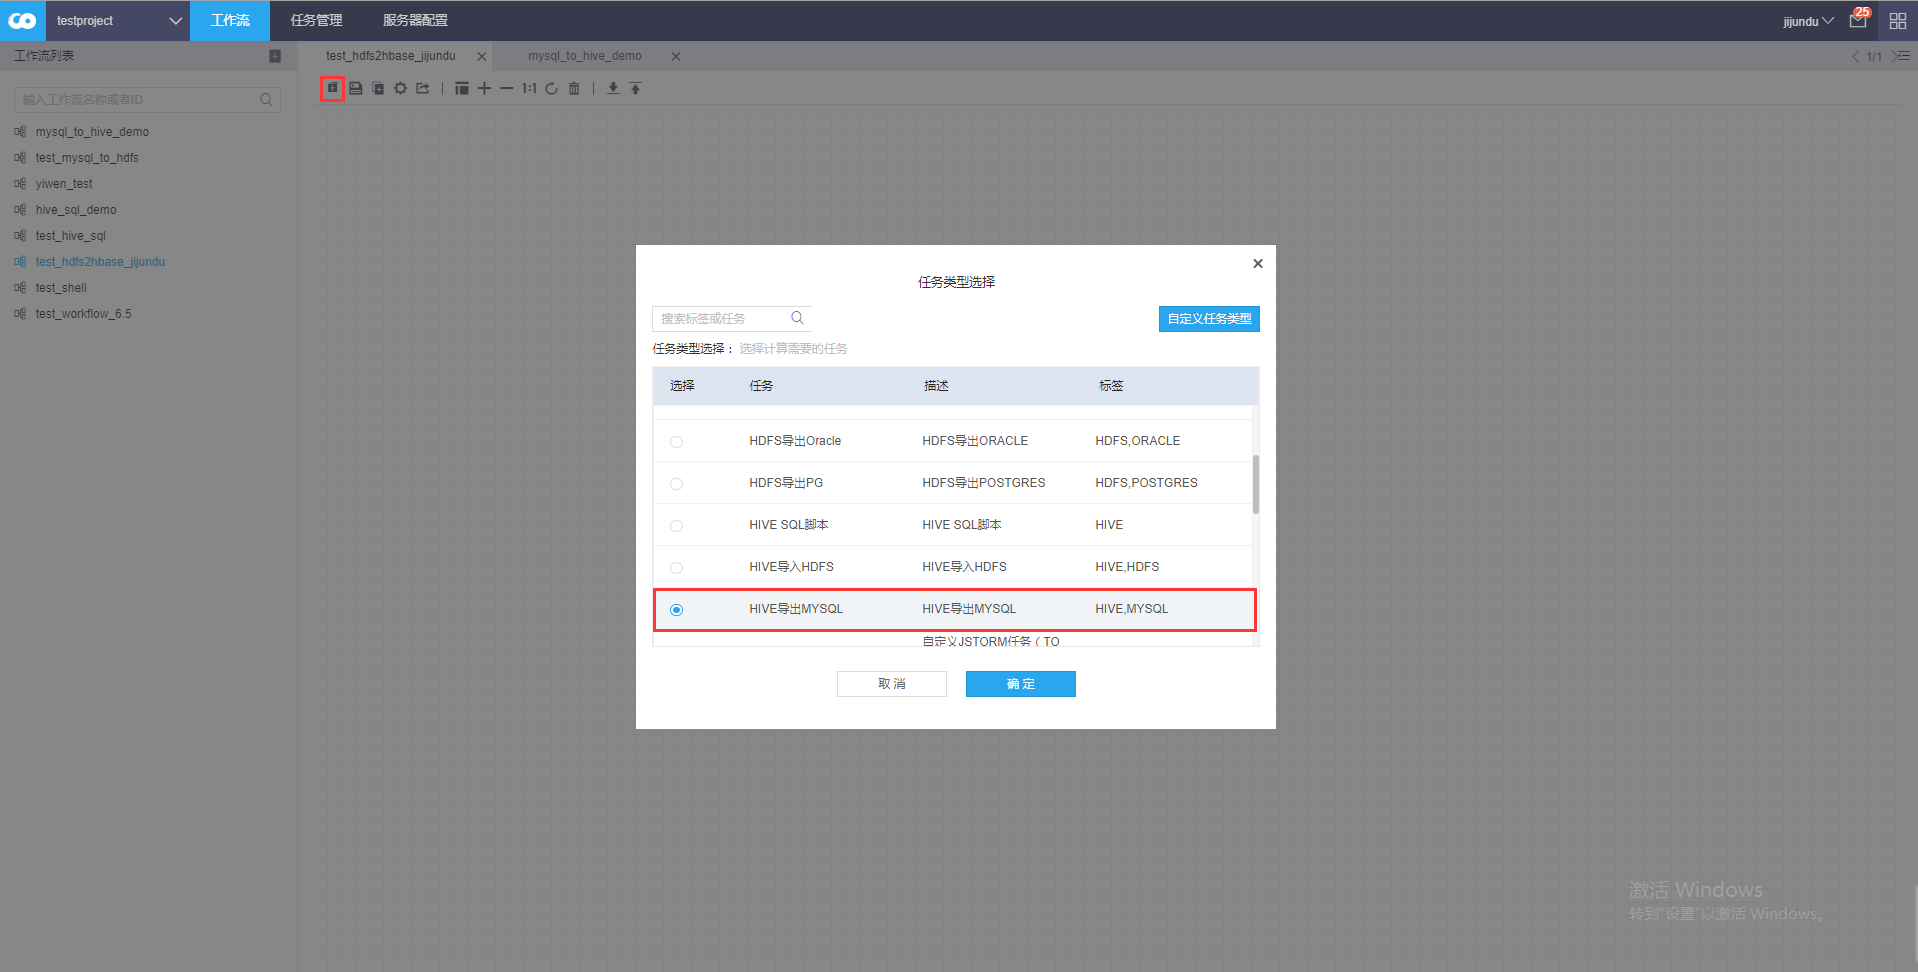 testproject
工作流
任务管理
服务器配置
jijundu
25
工作流列表
test_hdfs2hbase_jijundu
mysql_to_hive_demo
1/1
1:1
输入工作流名称或者ID
mysql_to_hive_demo
test_mysql_to_hdfs
yiwen_test
hive_sql_demo
test_hive_sql
test_hdfs2hbase_jijundu
test_shell
test_workflow_6.5
任务类型选择
搜索标签或任务
自定义任务类型
任务类型选择： 选择计算需要的任务
选择 任务 描述 标签
HDFS导出Oracle HDFS导出ORACLE HDFS,ORACLE
HDFS导出PG HDFS导出POSTGRES HDFS,POSTGRES
HIVE SQL脚本 HIVE SQL脚本 HIVE
HIVE导入HDFS HIVE导入HDFS HIVE,HDFS
HIVE导出MYSQL HIVE导出MYSQL HIVE,MYSQL
自定义JSTORM任务（TO
取 消
确 定
激活 Windows
转到"设置"以激活 Windows。